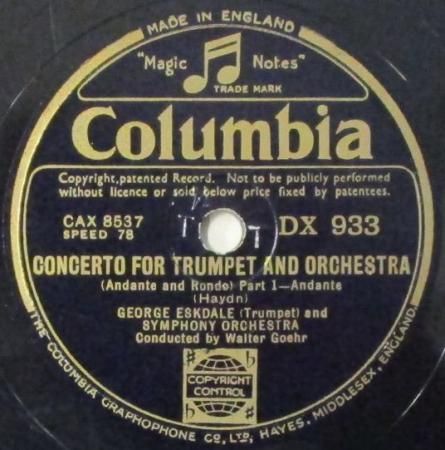 MADE IN ENGLAND
"Magic Notes"
TRADE MARK
Columbia
Copyright, patented Record. Not to be publicly performed
without licence or sold below price fixed by patentees.
CAX 8537
SPEED 78
DX 933
CONCERTO FOR TRUMPET AND ORCHESTRA
(Andante and Rondo) Part 1—Andante
(Haydn)
GEORGE ESKDALE (Trumpet) and
SYMPHONY ORCHESTRA
Conducted by Walter Goehr
COPYRIGHT
CONTROL
THE COLUMBIA GRAPHOPHONE CO., LTD., HAYES, MIDDLESEX, ENGLAND.